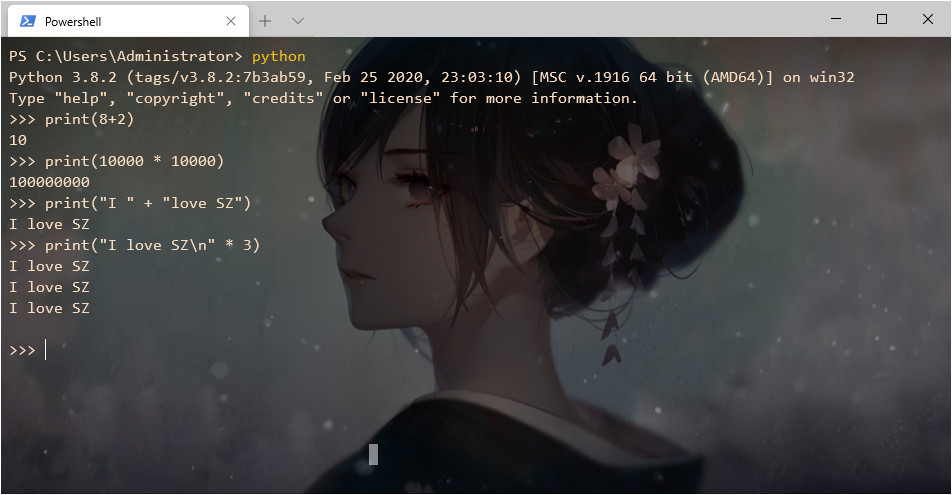 Powershell
PS C:\Users\Administrator> python
Python 3.8.2 (tags/v3.8.2:7b3ab59, Feb 25 2020, 23:03:10) [MSC v.1916 64 bit (AMD64)] on win32
Type "help", "copyright", "credits" or "license" for more information.
>>> print(8+2)
10
>>> print(10000 * 10000)
100000000
>>> print("I " + "love SZ")
I love SZ
>>> print("I love SZ\n" * 3)
I love SZ
I love SZ
I love SZ

>>>